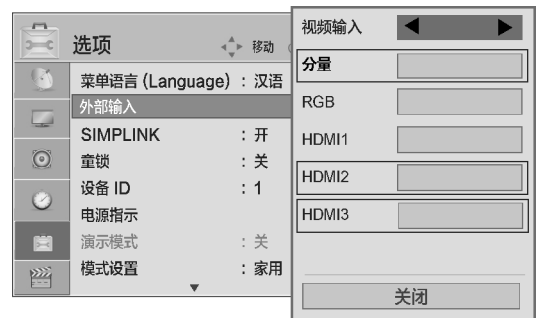 选项
移动
菜单语言 (Language) : 汉语
外部输入
SIMPLINK : 开
童锁 : 关
设备 ID : 1
电源指示
演示模式 : 关
模式设置 : 家用
视频输入
分量
RGB
HDMI1
HDMI2
HDMI3
关闭